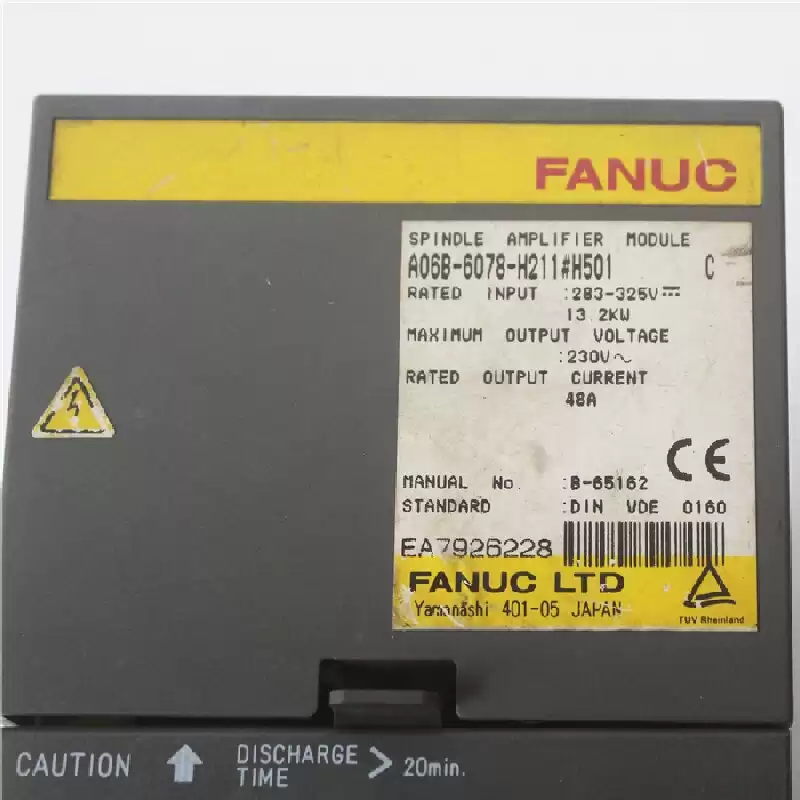 FANUC
SPINDLE AMPLIFIER MODULE
A06B-6078-H211#H501 C
RATED INPUT :283-325V⎓
13.2KW
MAXIMUM OUTPUT VOLTAGE
:230V~
RATED OUTPUT CURRENT
48A
CE
MANUAL No. :B-65162
STANDARD :DIN VDE 0160
EA7926228
FANUC LTD
Yamanashi 401-05 JAPAN
TUV Rheinland
CAUTION ⬆ DISCHARGE TIME > 20min.